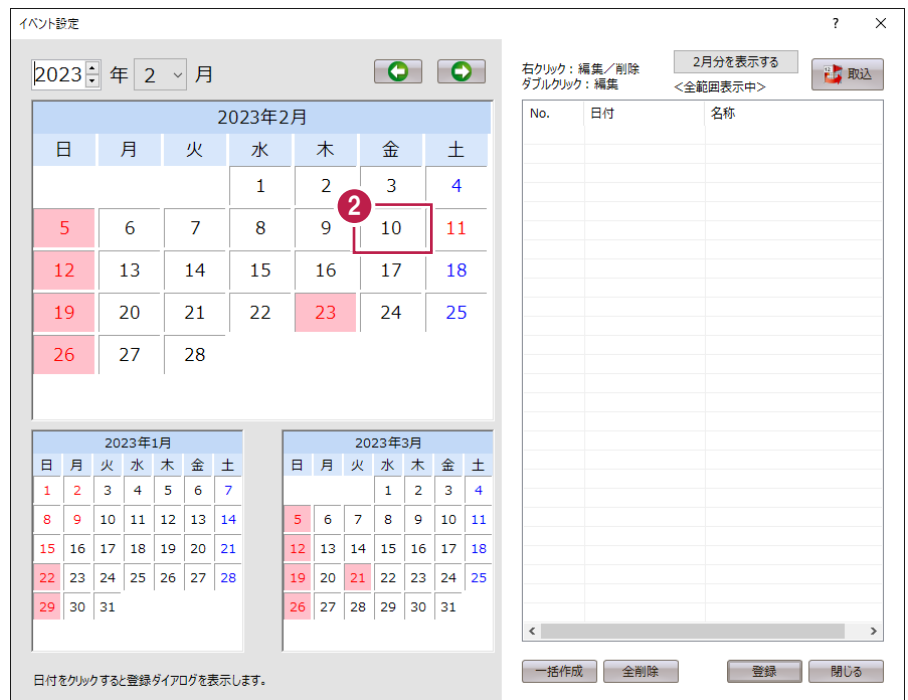 イベント設定
? ×
2023 年 2 月
2023年2月
日 月 火 水 木 金 土
1 2 3 4
2
5 6 7 8 9 10 11
12 13 14 15 16 17 18
19 20 21 22 23 24 25
26 27 28
2023年1月
日 月 火 水 木 金 土
1 2 3 4 5 6 7
8 9 10 11 12 13 14
15 16 17 18 19 20 21
22 23 24 25 26 27 28
29 30 31
2023年3月
日 月 火 水 木 金 土
1 2 3 4
5 6 7 8 9 10 11
12 13 14 15 16 17 18
19 20 21 22 23 24 25
26 27 28 29 30 31
日付をクリックすると登録ダイアログを表示します。
右クリック：編集／削除
ダブルクリック：編集
2月分を表示する
<全範囲表示中>
取込
No. 日付 名称
一括作成 全削除 登録 閉じる